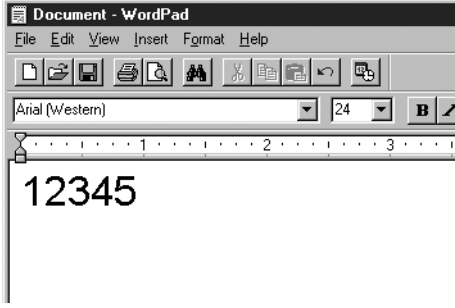 Document - WordPad
File Edit View Insert Format Help
Arial (Western) 24 B
1 2 3
12345